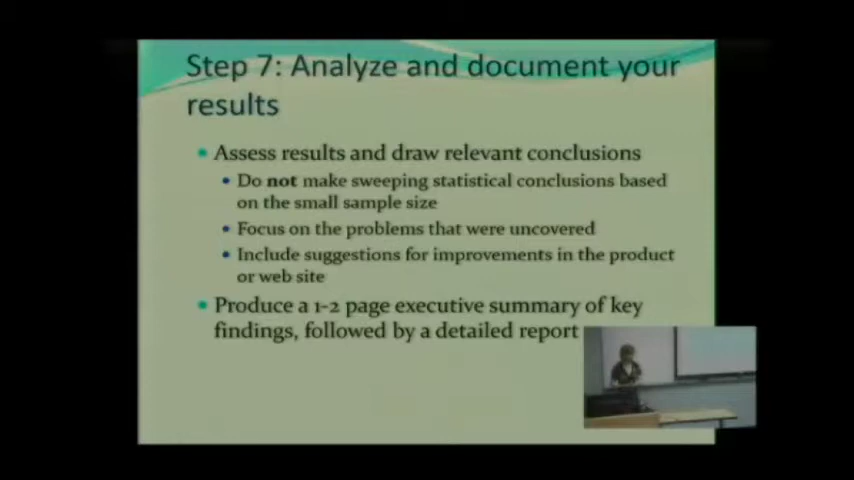 Step 7: Analyze and document your
results
Assess results and draw relevant conclusions
Do not make sweeping statistical conclusions based
on the small sample size
Focus on the problems that were uncovered
Include suggestions for improvements in the product
or web site
Produce a 1-2 page executive summary of key
findings, followed by a detailed report